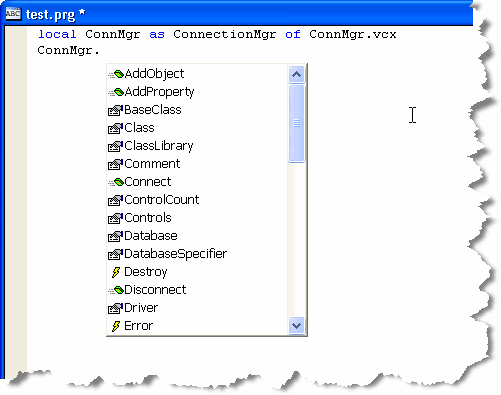 ABC test.prg *
local ConnMgr as ConnectionMgr of ConnMgr.vcx
ConnMgr.
AddObject
AddProperty
BaseClass
Class
ClassLibrary
Comment
Connect
ControlCount
Controls
Database
DatabaseSpecifier
Destroy
Disconnect
Driver
Error